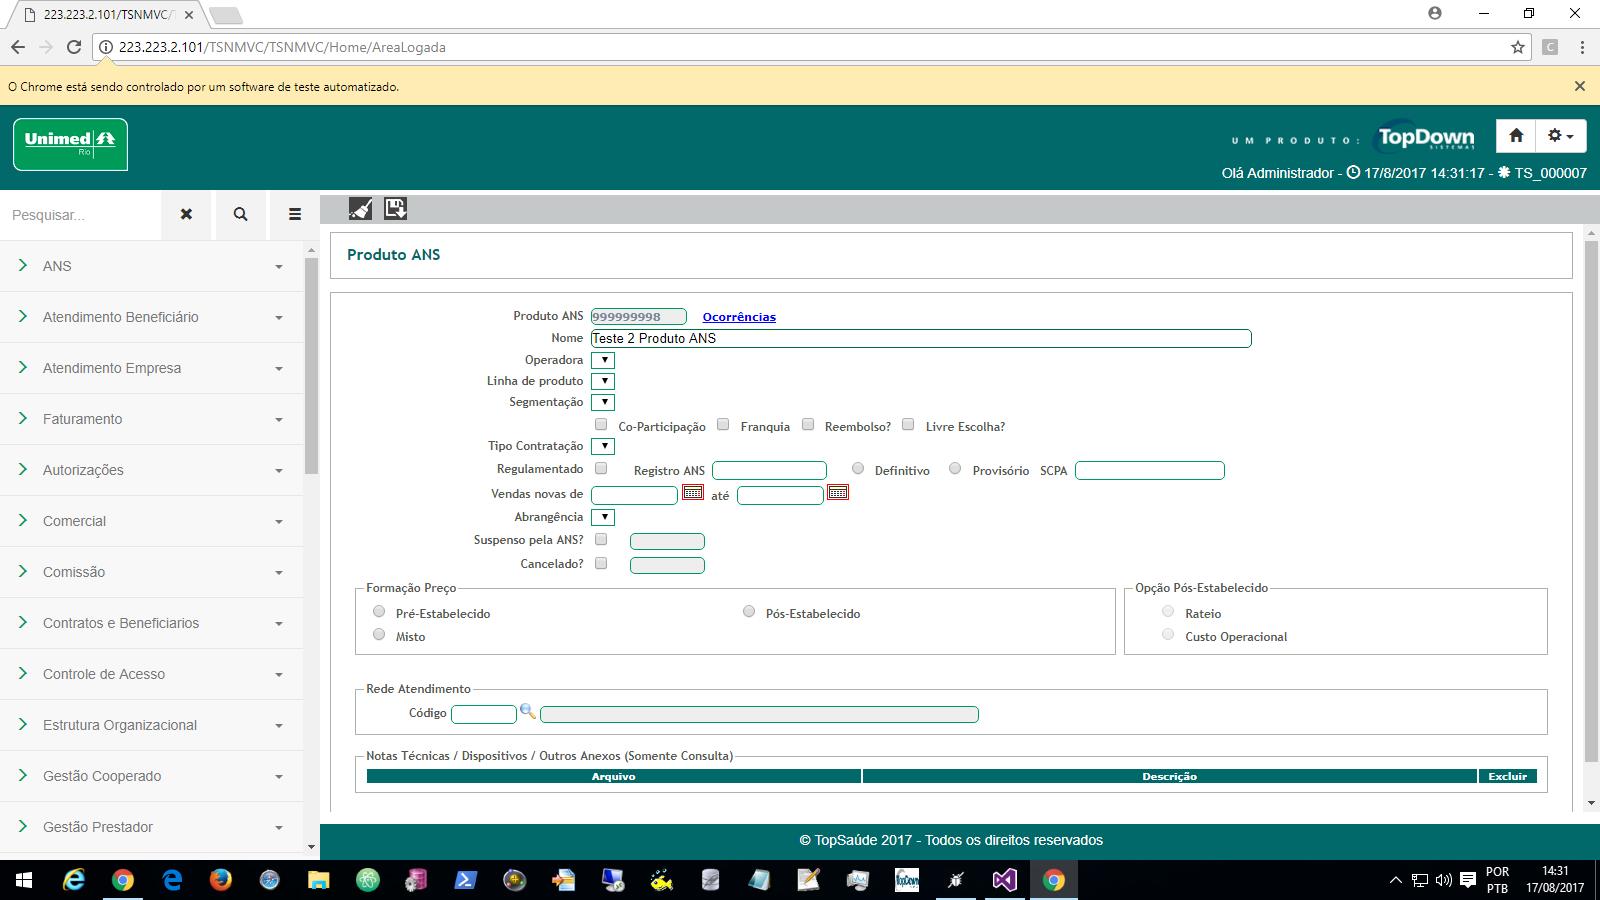 223.223.2.101/TSNMVC/T
223.223.2.101/TSNMVC/TSNMVC/Home/AreaLogada
C
O Chrome está sendo controlado por um software de teste automatizado.
Unimed
Rio
UM PRODUTO:
TopDown
SISTEMAS
Olá Administrador - 17/8/2017 14:31:17 - TS_000007
Pesquisar...
ANS
Atendimento Beneficiário
Atendimento Empresa
Faturamento
Autorizações
Comercial
Comissão
Contratos e Beneficiarios
Controle de Acesso
Estrutura Organizacional
Gestão Cooperado
Gestão Prestador
Produto ANS
Produto ANS 999999998 Ocorrências
Nome Teste 2 Produto ANS
Operadora
Linha de produto
Segmentação
Co-Participação Franquia Reembolso? Livre Escolha?
Tipo Contratação
Regulamentado Registro ANS Definitivo Provisório SCPA
Vendas novas de até
Abrangência
Suspenso pela ANS?
Cancelado?
Formação Preço
Pré-Estabelecido Pós-Estabelecido
Misto
Opção Pós-Estabelecido
Rateio
Custo Operacional
Rede Atendimento
Código
Notas Técnicas / Dispositivos / Outros Anexos (Somente Consulta)
Arquivo Descrição Excluir
© TopSaúde 2017 - Todos os direitos reservados
TopDown
POR
PTB
14:31
17/08/2017